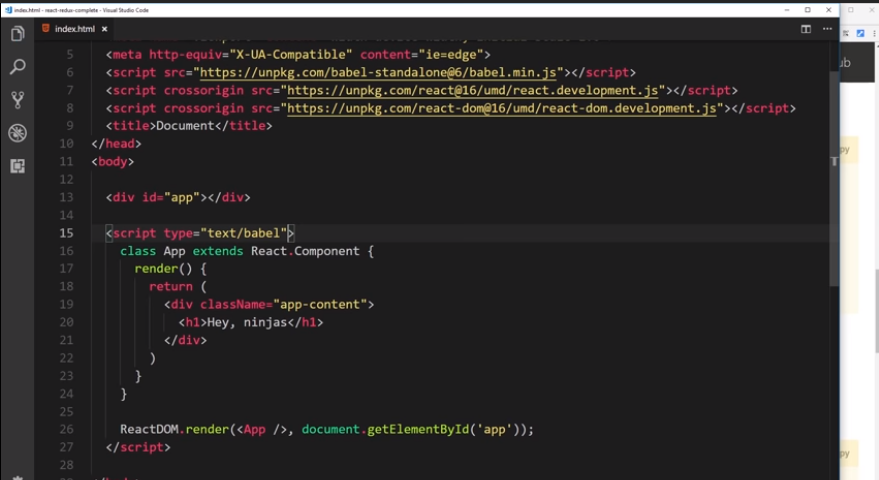 index.html - react-redux-complete - Visual Studio Code
index.html
5 <meta http-equiv="X-UA-Compatible" content="ie=edge">
6 <script src="https://unpkg.com/babel-standalone@6/babel.min.js"></script>
7 <script crossorigin src="https://unpkg.com/react@16/umd/react.development.js"></script>
8 <script crossorigin src="https://unpkg.com/react-dom@16/umd/react-dom.development.js"></script>
9 <title>Document</title>
10 </head>
11 <body>
12
13 <div id="app"></div>
14
15 <script type="text/babel">
16 class App extends React.Component {
17 render() {
18 return (
19 <div className="app-content">
20 <h1>Hey, ninjas</h1>
21 </div>
22 )
23 }
24 }
25
26 ReactDOM.render(<App />, document.getElementById('app'));
27 </script>
28